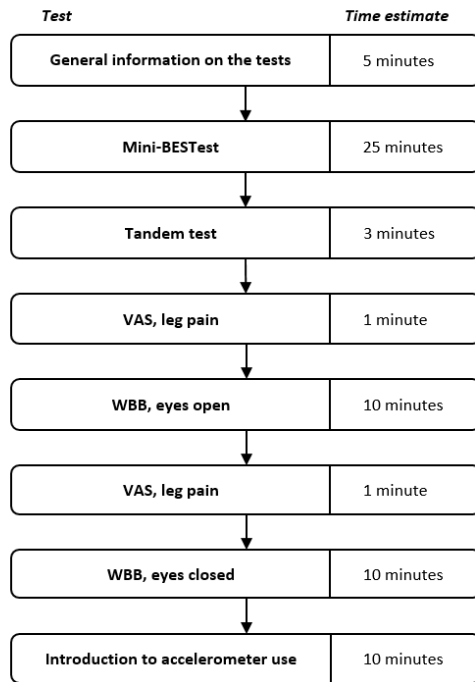 Test Time estimate
General information on the tests 5 minutes
Mini-BESTest 25 minutes
Tandem test 3 minutes
VAS, leg pain 1 minute
WBB, eyes open 10 minutes
VAS, leg pain 1 minute
WBB, eyes closed 10 minutes
Introduction to accelerometer use 10 minutes